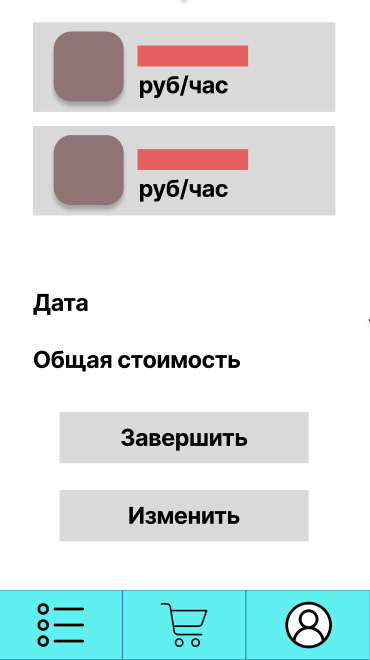 руб/час
руб/час
Дата
Общая стоимость
Завершить
Изменить